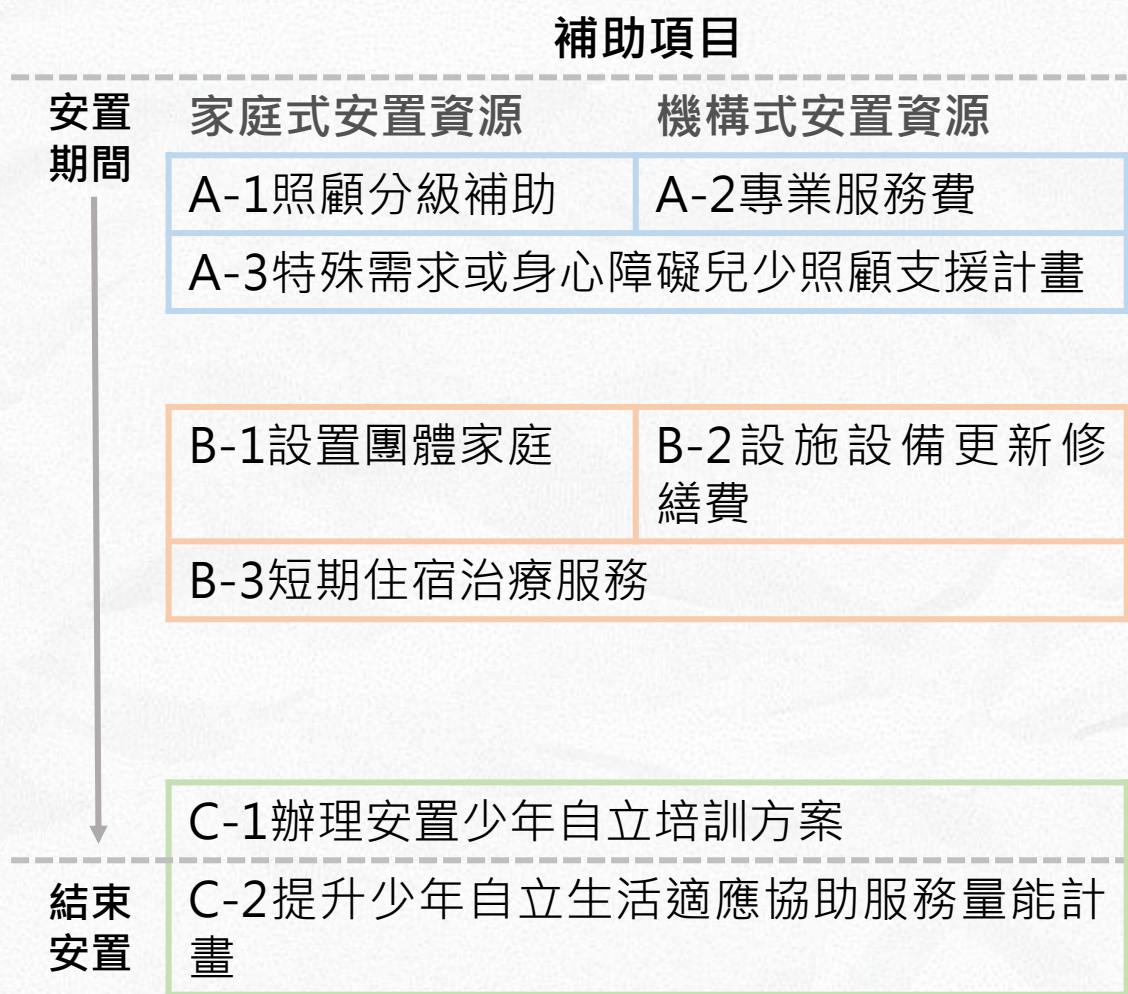 補助項目
安置
期間
家庭式安置資源
機構式安置資源
A-1照顧分級補助
A-2專業服務費
A-3特殊需求或身心障礙兒少照顧支援計畫
B-1設置團體家庭
B-2設施設備更新修
繕費
B-3短期住宿治療服務
C-1辦理安置少年自立培訓方案
結束
安置
C-2提升少年自立生活適應協助服務量能計
畫